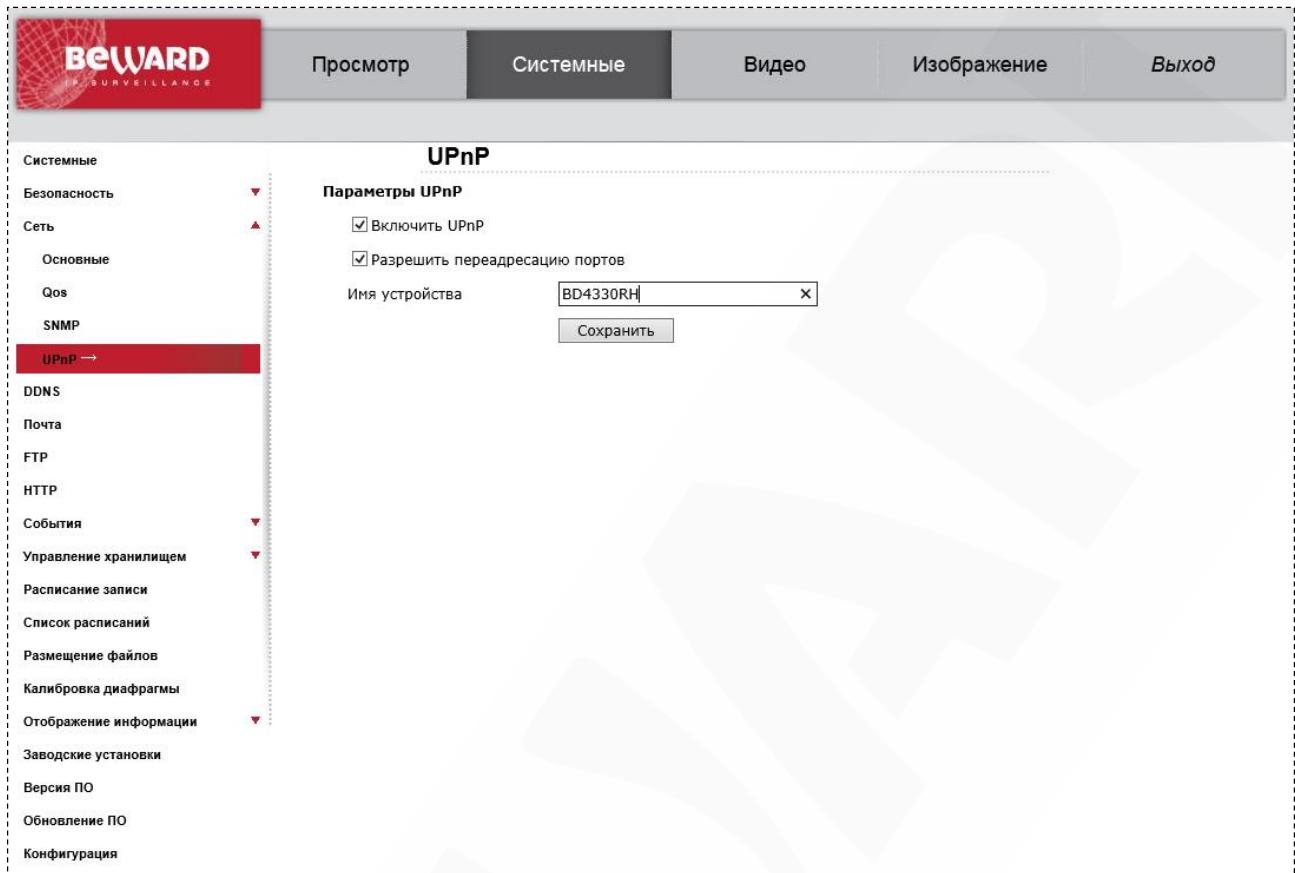 BEWARD
IP SURVEILLANCE
Просмотр
Системные
Видео
Изображение
Выход
Системные
Безопасность
Сеть
Основные
Qos
SNMP
UPnP →
DDNS
Почта
FTP
HTTP
События
Управление хранилищем
Расписание записи
Список расписаний
Размещение файлов
Калибровка диафрагмы
Отображение информации
Заводские установки
Версия ПО
Обновление ПО
Конфигурация
UPnP
Параметры UPnP
Включить UPnP
Разрешить переадресацию портов
Имя устройства BD4330RH ×
Сохранить